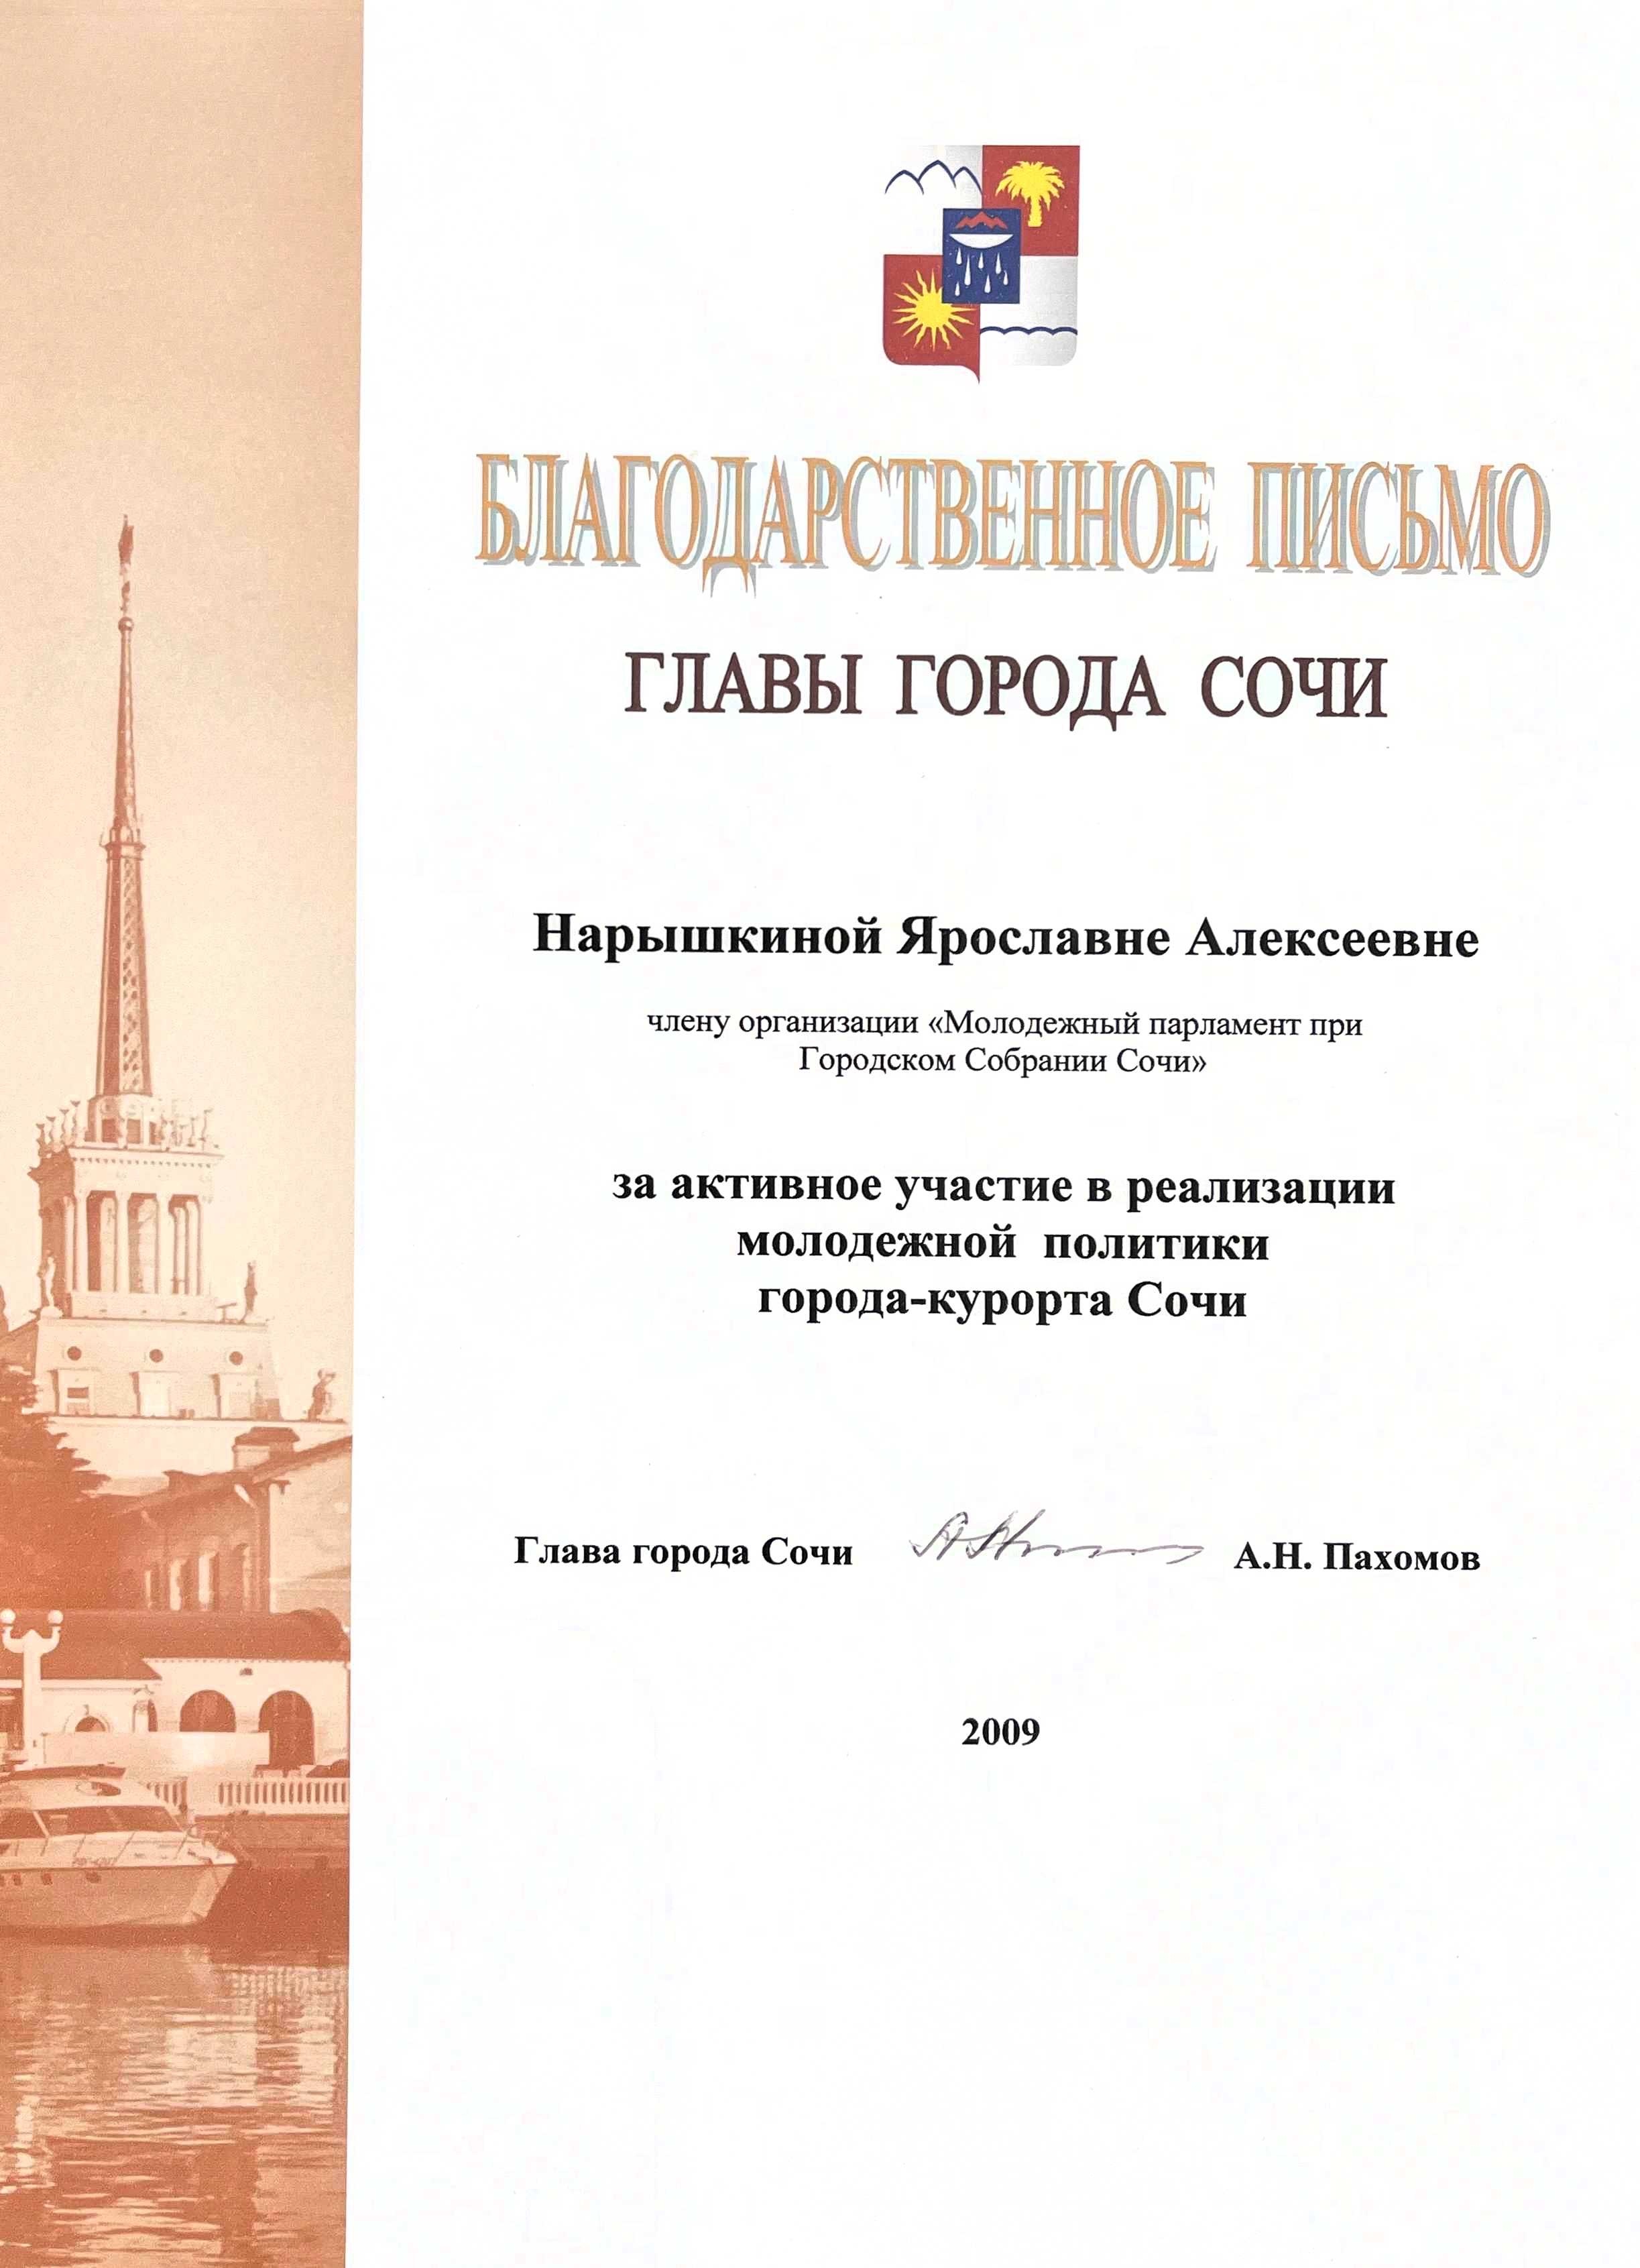 БЛАГОДАРСТВЕННОЕ ПИСЬМО
ГЛАВЫ ГОРОДА СОЧИ
Нарышкиной Ярославне Алексеевне
члену организации «Молодежный парламент при
Городском Собрании Сочи»
за активное участие в реализации
молодежной политики
города-курорта Сочи
Глава города Сочи А.Н. Пахомов
2009